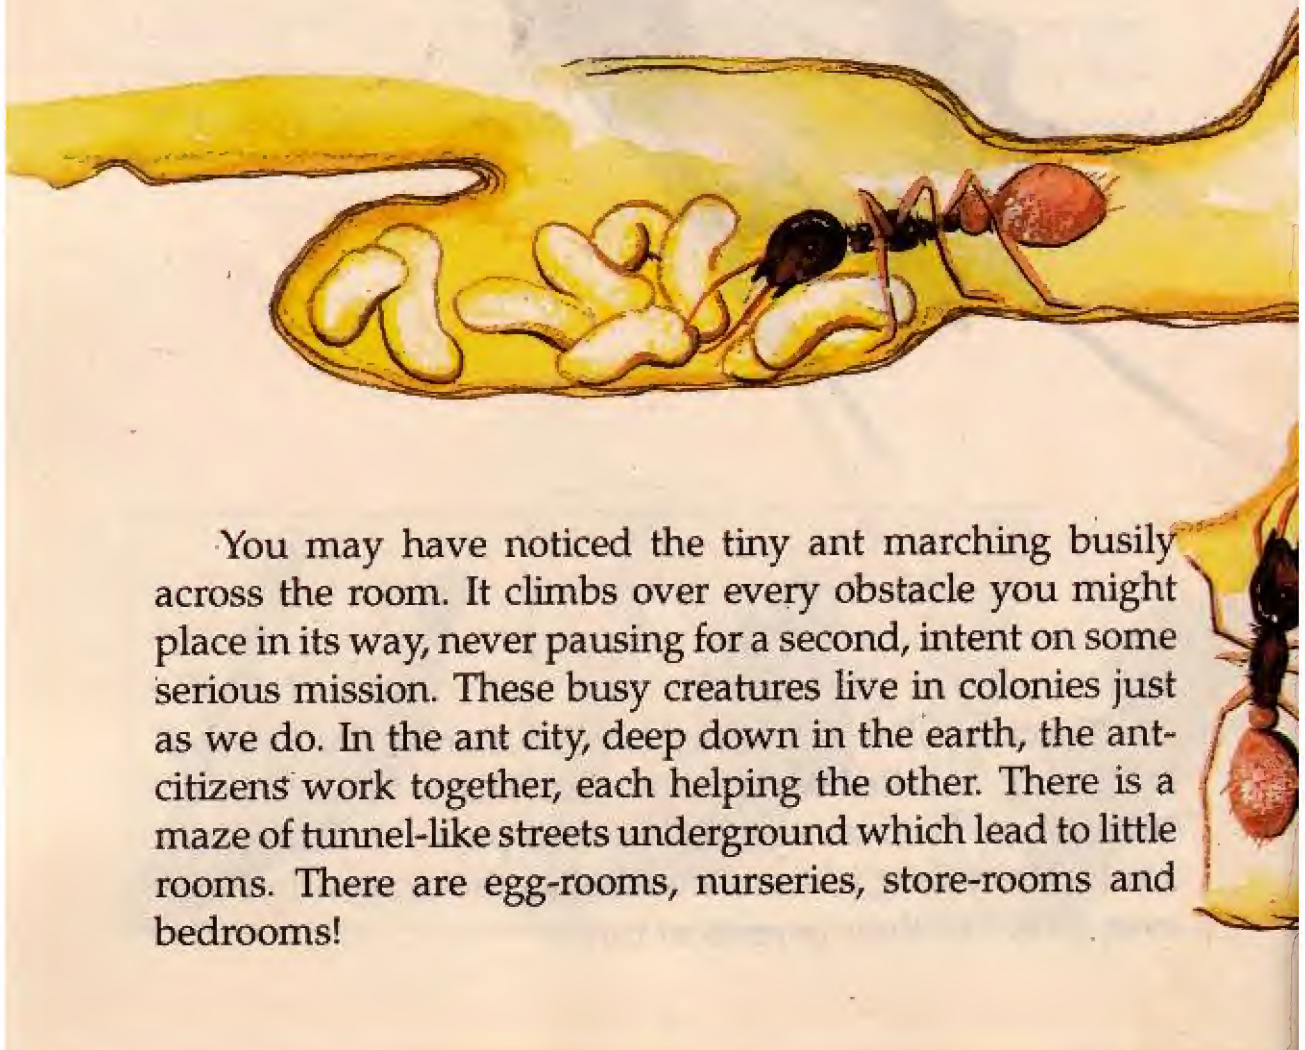 You may have noticed the tiny ant marching busily
across the room. It climbs over every obstacle you might
place in its way, never pausing for a second, intent on some
serious mission. These busy creatures live in colonies just
as we do. In the ant city, deep down in the earth, the ant-
citizens work together, each helping the other. There is a
maze of tunnel-like streets underground which lead to little
rooms. There are egg-rooms, nurseries, store-rooms and
bedrooms!